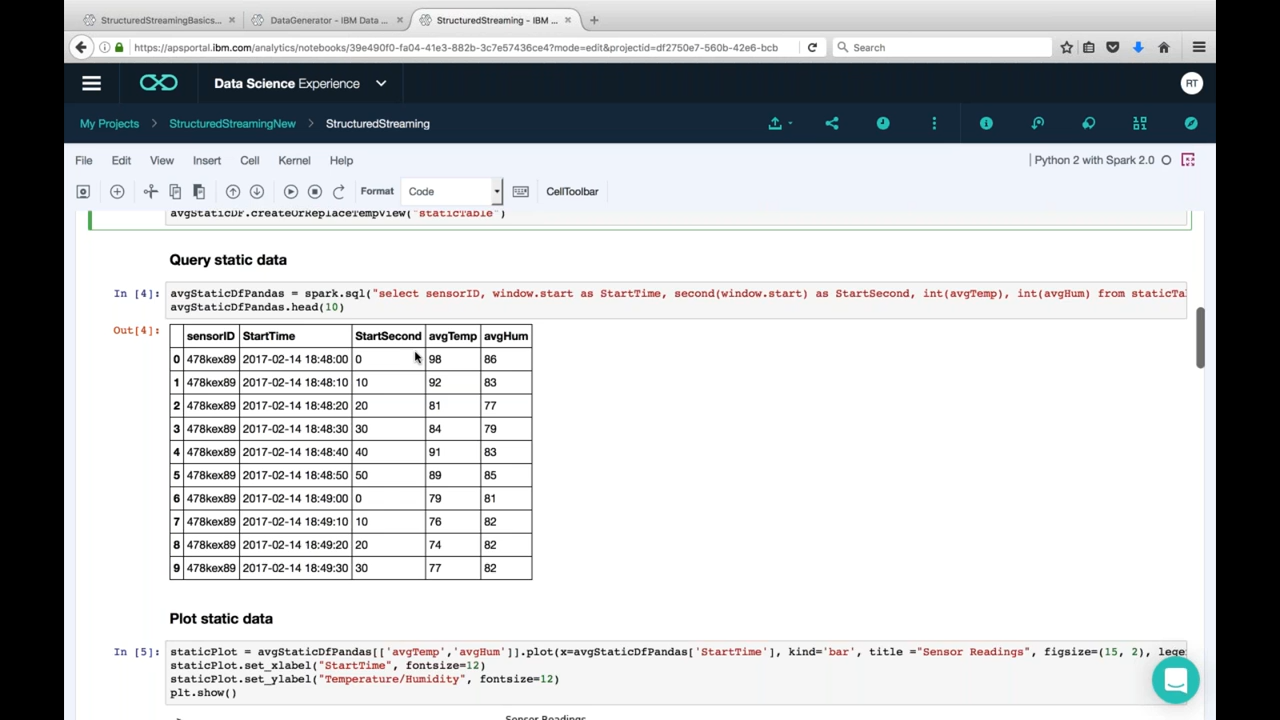 StructuredStreamingBasics...
DataGenerator – IBM Data ...
StructuredStreaming - IBM ...
https://apsportal.ibm.com/analytics/notebooks/39e490f0-fa04-41e3-882b-3c7e57436ce4?mode=edit&projectid=df2750e7-560b-42e6-bcb
Search
Data Science Experience
RT
My Projects > StructuredStreamingNew > StructuredStreaming
File Edit View Insert Cell Kernel Help
Python 2 with Spark 2.0
Format Code CellToolbar
avgStaticDF.createOrReplaceTempView("staticTable")
Query static data
In [4]: avgStaticDfPandas = spark.sql("select sensorID, window.start as StartTime, second(window.start) as StartSecond, int(avgTemp), int(avgHum) from staticTa
avgStaticDfPandas.head(10)
Out[4]:
sensorID StartTime StartSecond avgTemp avgHum
0 478kex89 2017-02-14 18:48:00 0 98 86
1 478kex89 2017-02-14 18:48:10 10 92 83
2 478kex89 2017-02-14 18:48:20 20 81 77
3 478kex89 2017-02-14 18:48:30 30 84 79
4 478kex89 2017-02-14 18:48:40 40 91 83
5 478kex89 2017-02-14 18:48:50 50 89 85
6 478kex89 2017-02-14 18:49:00 0 79 81
7 478kex89 2017-02-14 18:49:10 10 76 82
8 478kex89 2017-02-14 18:49:20 20 74 82
9 478kex89 2017-02-14 18:49:30 30 77 82
Plot static data
In [5]: staticPlot = avgStaticDfPandas[['avgTemp','avgHum']].plot(x=avgStaticDfPandas['StartTime'], kind='bar', title ="Sensor Readings", figsize=(15, 2), lege
staticPlot.set_xlabel("StartTime", fontsize=12)
staticPlot.set_ylabel("Temperature/Humidity", fontsize=12)
plt.show()
Sensor Readings